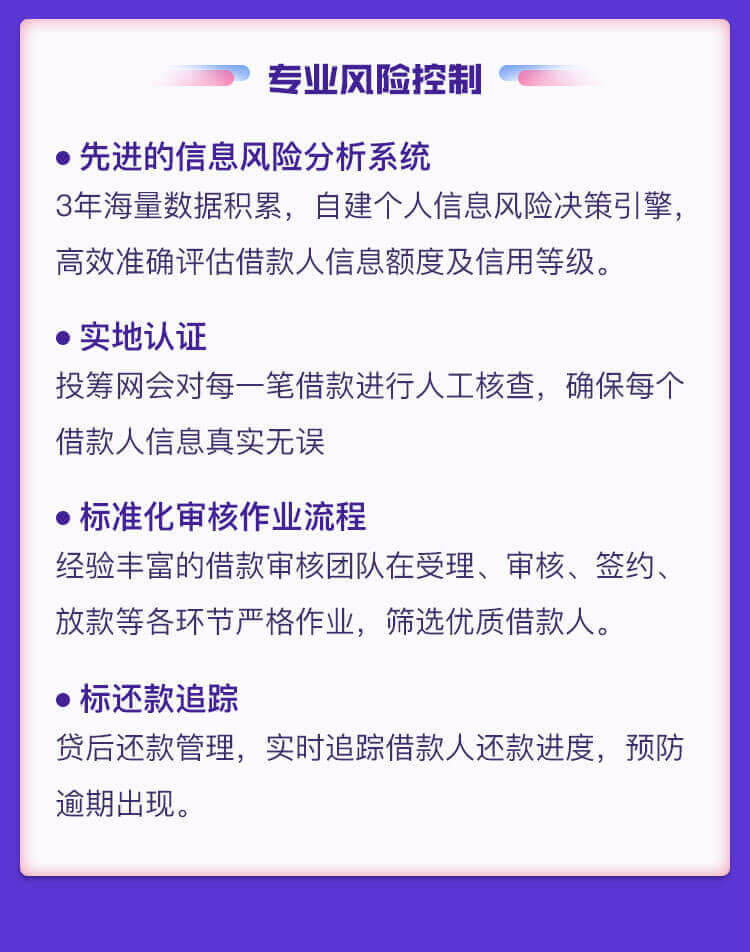 专业风险控制
● 先进的信息风险分析系统
3年海量数据积累，自建个人信息风险决策引擎，
高效准确评估借款人信息额度及信用等级。
● 实地认证
投筹网会对每一笔借款进行人工核查，确保每个
借款人信息真实无误
● 标准化审核作业流程
经验丰富的借款审核团队在受理、审核、签约、
放款等各环节严格作业，筛选优质借款人。
● 标还款追踪
贷后还款管理，实时追踪借款人还款进度，预防
逾期出现。